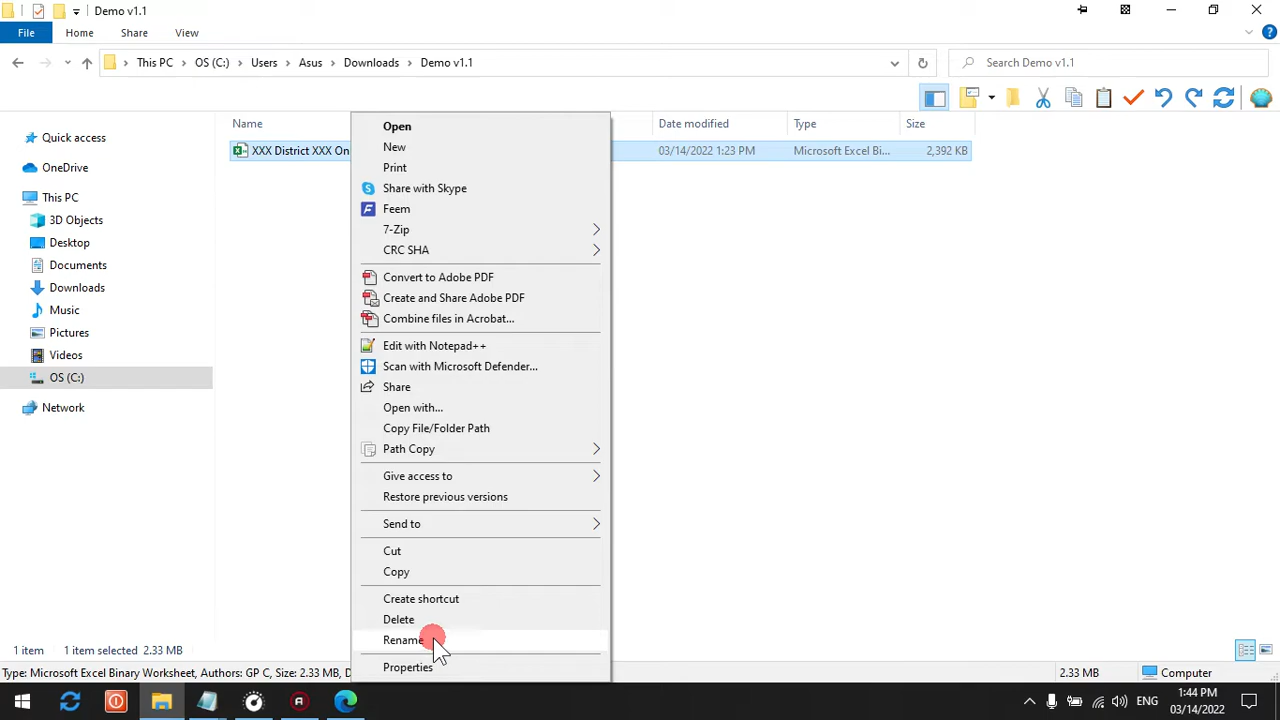 Demo v1.1
File Home Share View
This PC OS (C:) Users Asus Downloads Demo v1.1
Search Demo v1.1
Name Date modified Type Size
XXX District XXX On 03/14/2022 1:23 PM Microsoft Excel Bi... 2,392 KB
Quick access
OneDrive
This PC
3D Objects
Desktop
Documents
Downloads
Music
Pictures
Videos
OS (C:)
Network
Open
New
Print
Share with Skype
Feem
7-Zip
CRC SHA
Convert to Adobe PDF
Create and Share Adobe PDF
Combine files in Acrobat...
Edit with Notepad++
Scan with Microsoft Defender...
Share
Open with...
Copy File/Folder Path
Path Copy
Give access to
Restore previous versions
Send to
Cut
Copy
Create shortcut
Delete
Rename
Properties
1 item 1 item selected 2.33 MB
Type: Microsoft Excel Binary Worksheet, Authors: GP C, Size: 2.33 MB, D 2.33 MB Computer
ENG 1:44 PM
03/14/2022